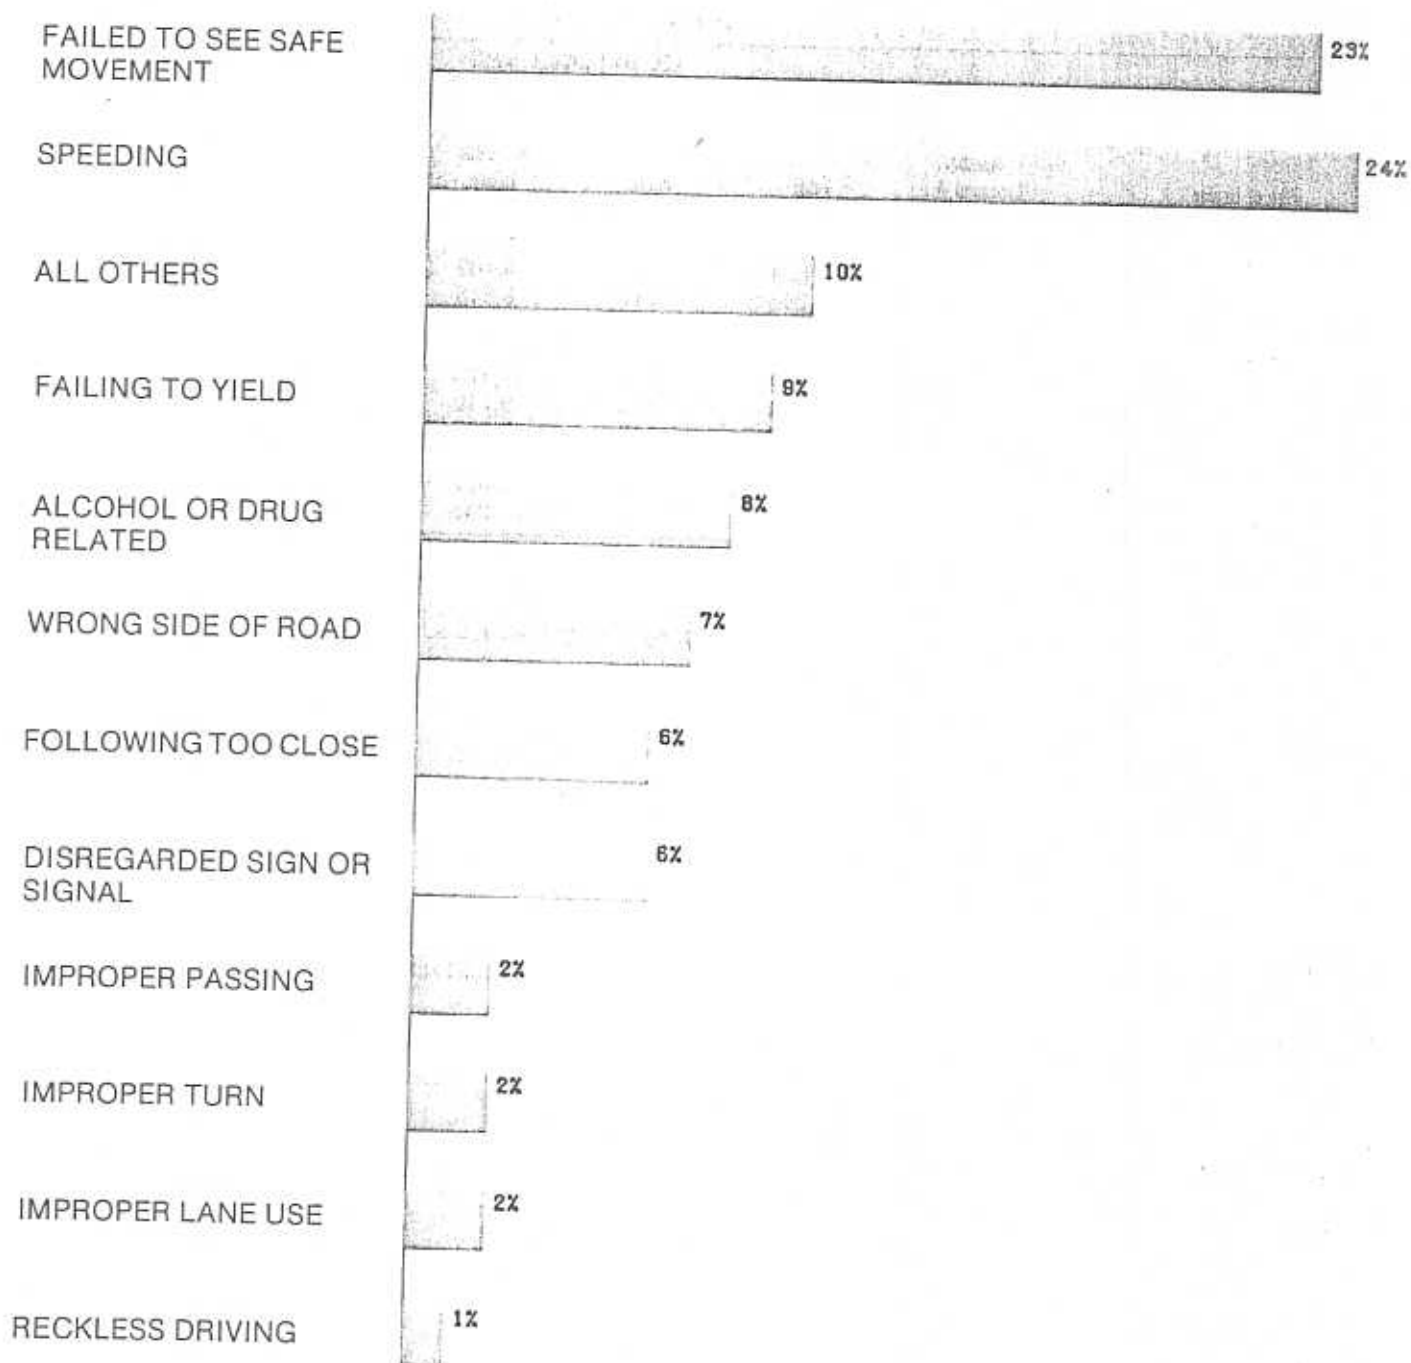 FAILED TO SEE SAFE
MOVEMENT
23%
SPEEDING
24%
ALL OTHERS
10%
FAILING TO YIELD
9%
ALCOHOL OR DRUG
RELATED
8%
WRONG SIDE OF ROAD
7%
FOLLOWING TOO CLOSE
6%
DISREGARDED SIGN OR
SIGNAL
6%
IMPROPER PASSING
2%
IMPROPER TURN
2%
IMPROPER LANE USE
2%
RECKLESS DRIVING
1%